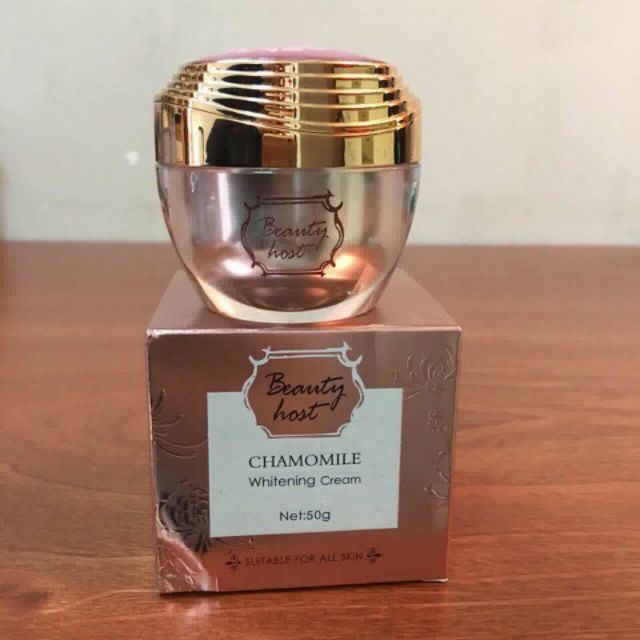 Beauty
host
Beauty
host
CHAMOMILE
Whitening Cream
Net:50g
SUITABLE FOR ALL SKIN